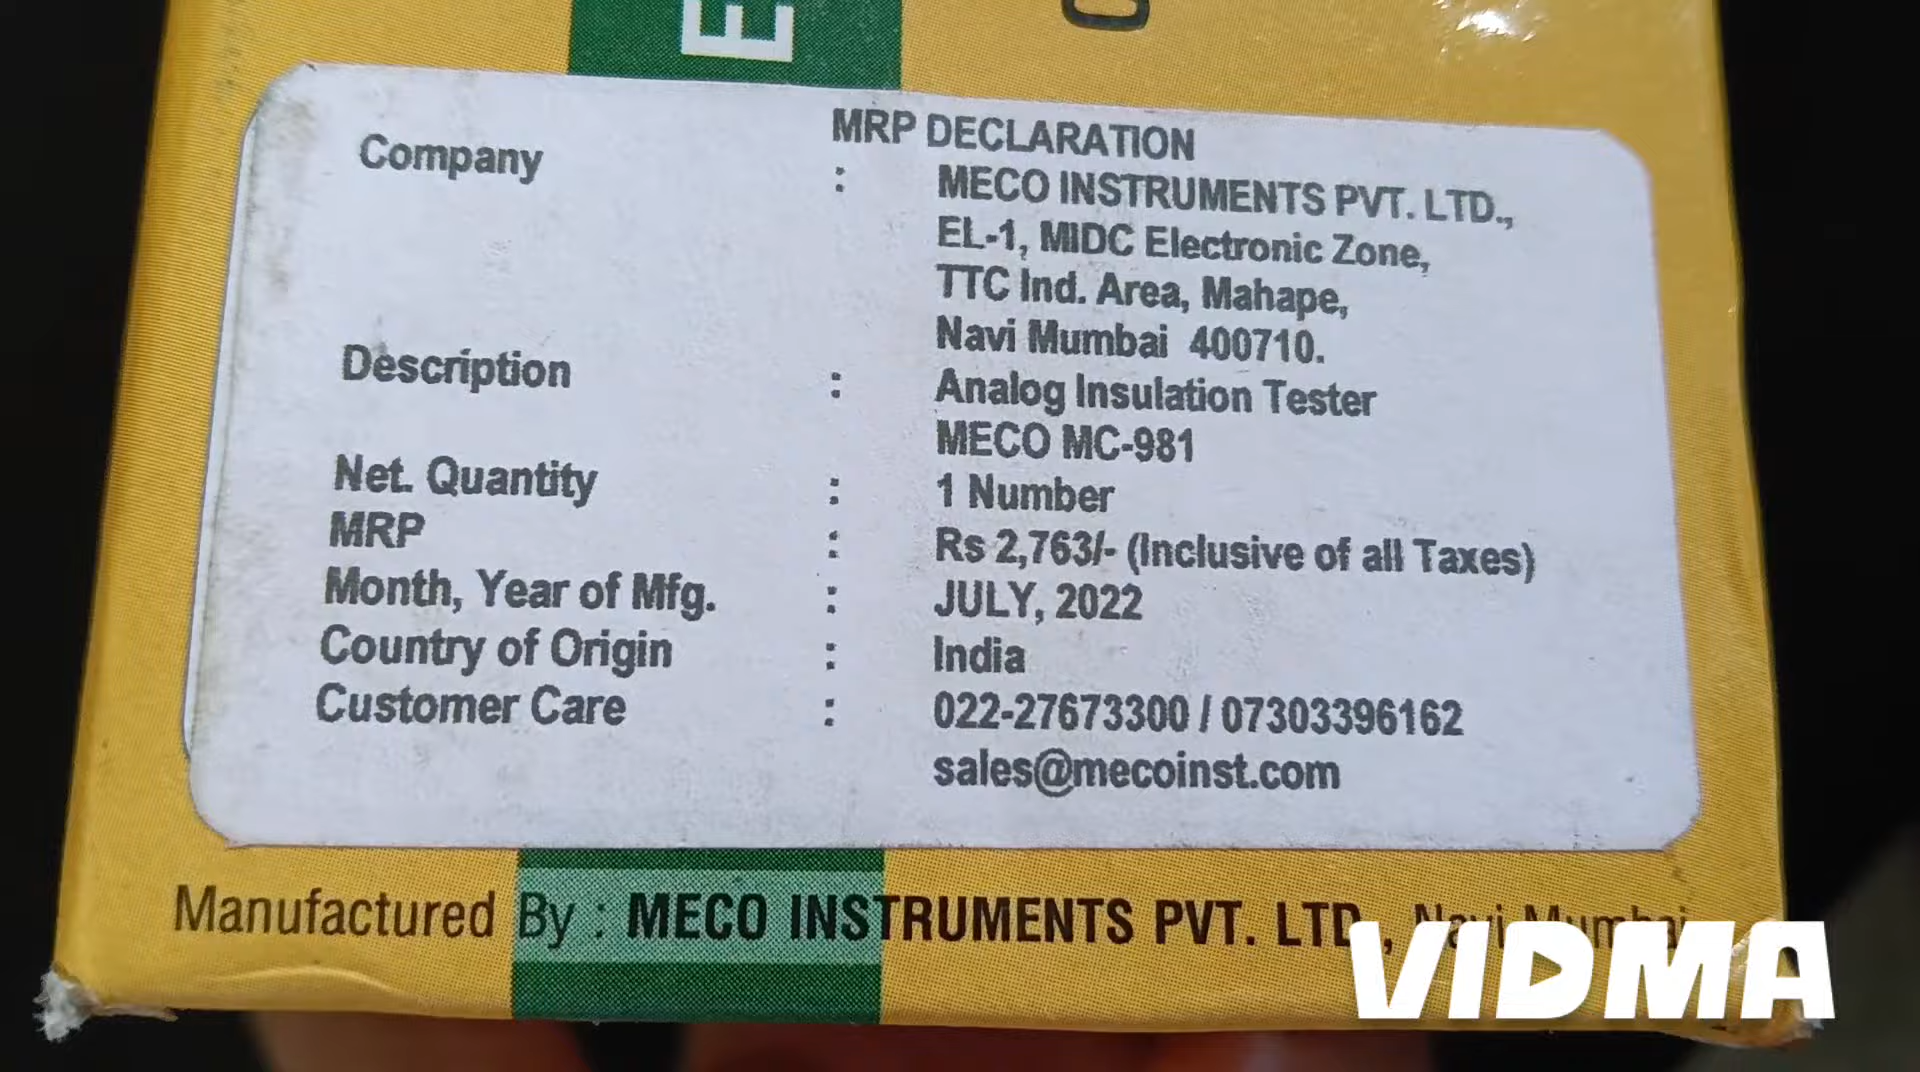 E
MRP DECLARATION
Company : MECO INSTRUMENTS PVT. LTD.,
EL-1, MIDC Electronic Zone,
TTC Ind. Area, Mahape,
Navi Mumbai 400710.
Description : Analog Insulation Tester
MECO MC-981
Net. Quantity : 1 Number
MRP : Rs 2,763/- (Inclusive of all Taxes)
Month, Year of Mfg. : JULY, 2022
Country of Origin : India
Customer Care : 022-27673300 / 07303396162
sales@mecoinst.com
Manufactured By : MECO INSTRUMENTS PVT. LTD., Navi Mumbai
VIDMA